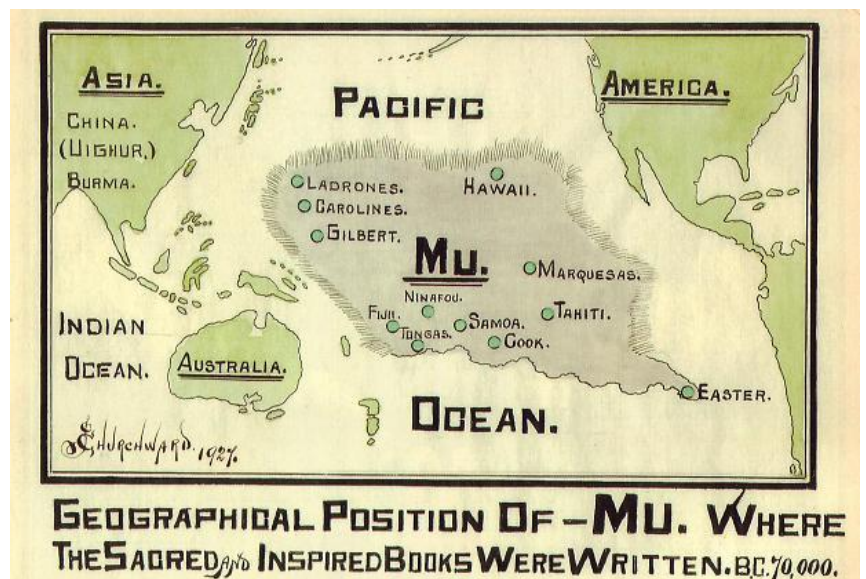 ASIA.
CHINA.
(UIGHUR,)
BURMA.
PACIFIC
AMERICA.
LADRONES.
HAWAII.
CAROLINES.
GILBERT.
MU.
MARQUESAS.
NINAFOU.
FIJI.
TONGAS.
SAMOA.
TAHITI.
COOK.
EASTER.
INDIAN
OCEAN.
AUSTRALIA.
OCEAN.
J CHURCHWARD. 1927.
GEOGRAPHICAL POSITION OF – MU. WHERE
THE SACRED AND INSPIRED BOOKS WERE WRITTEN. B.C. 70,000.